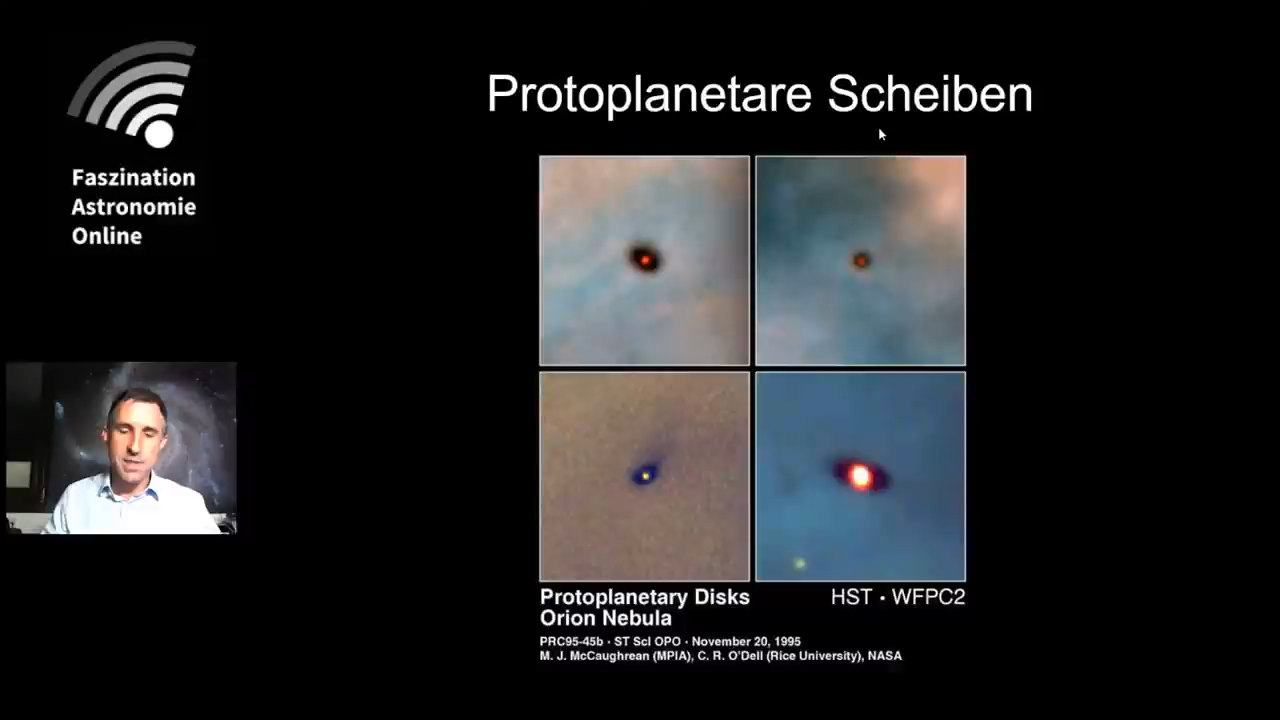 Faszination
Astronomie
Online
Protoplanetare Scheiben
Protoplanetary Disks
Orion Nebula
HST • WFPC2
PRC95-45b · ST ScI OPO · November 20, 1995
M. J. McCaughrean (MPIA), C. R. O'Dell (Rice University), NASA